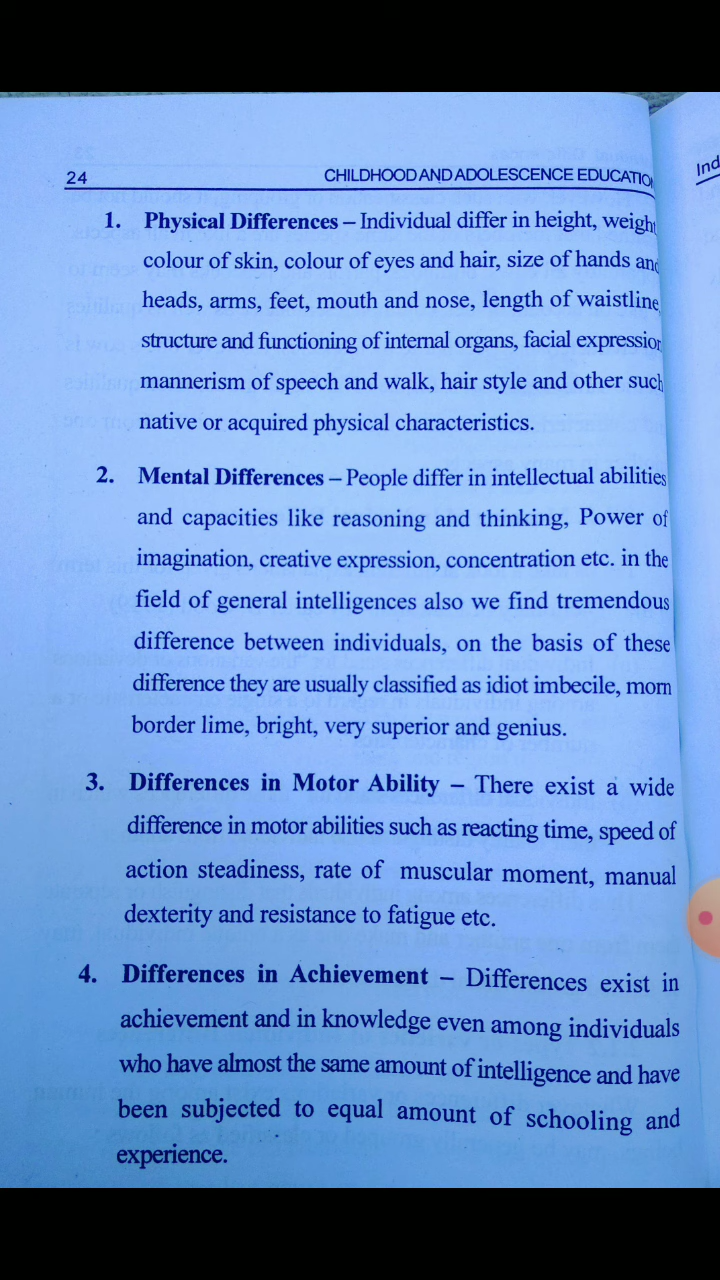 24
CHILDHOOD AND ADOLESCENCE EDUCATIO
Ind
1. Physical Differences – Individual differ in height, weight
colour of skin, colour of eyes and hair, size of hands and
heads, arms, feet, mouth and nose, length of waistline
structure and functioning of internal organs, facial expression
mannerism of speech and walk, hair style and other such
native or acquired physical characteristics.
2. Mental Differences – People differ in intellectual abilities
and capacities like reasoning and thinking, Power of
imagination, creative expression, concentration etc. in the
field of general intelligences also we find tremendous
difference between individuals, on the basis of these
difference they are usually classified as idiot imbecile, morn
border lime, bright, very superior and genius.
3. Differences in Motor Ability – There exist a wide
difference in motor abilities such as reacting time, speed of
action steadiness, rate of muscular moment, manual
dexterity and resistance to fatigue etc.
4. Differences in Achievement – Differences exist in
achievement and in knowledge even among individuals
who have almost the same amount of intelligence and have
been subjected to equal amount of schooling and
experience.